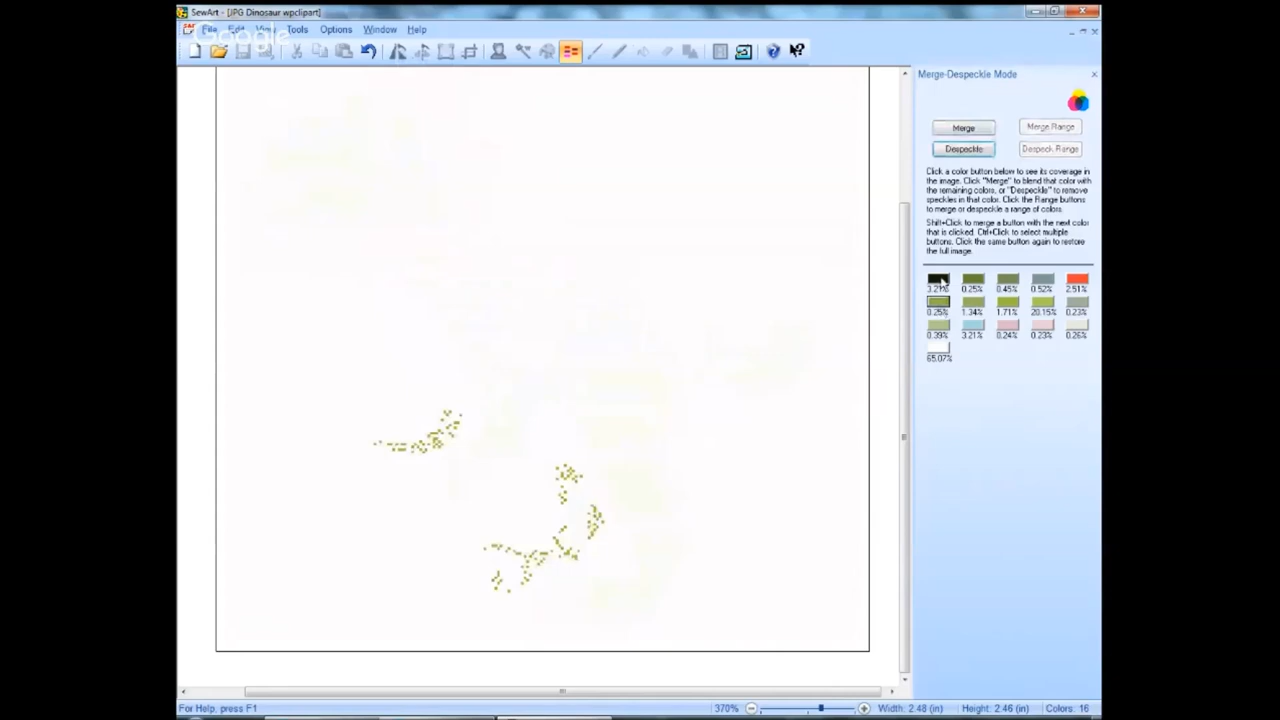 SewArt - [JPG Dinosaur wpclipart]
File Edit View Tools Options Window Help
Google
Merge-Despeckle Mode
Merge Merge Range
Despeckle Despeck Range
Click a color button below to see its coverage in
the image. Click "Merge" to blend that color with
the remaining colors, or "Despeckle" to remove
speckles in that color. Click the Range buttons
to merge or despeckle a range of colors.
Shift+Click to merge a button with the next color
that is clicked. Ctrl+Click to select multiple
buttons. Click the same button again to restore
the full image.
3.21% 0.25% 0.45% 0.52% 2.51%
0.25% 1.34% 1.71% 20.15% 0.23%
0.39% 3.21% 0.24% 0.23% 0.26%
65.07%
For Help, press F1
370% Width: 2.48 (in) Height: 2.46 (in) Colors: 16